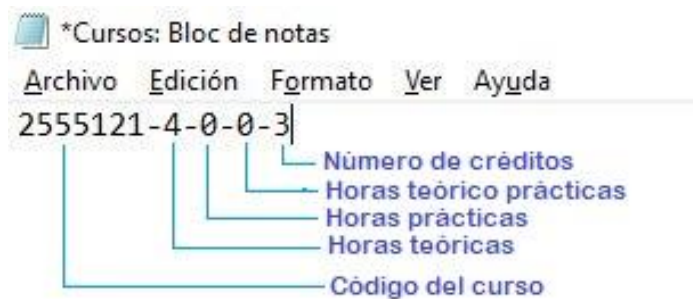 *Cursos: Bloc de notas
Archivo Edición Formato Ver Ayuda
2555121-4-0-0-3
Número de créditos
Horas teórico prácticas
Horas prácticas
Horas teóricas
Código del curso